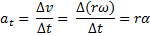 a_t = Δv/Δt = Δ(rω)/Δt = rα